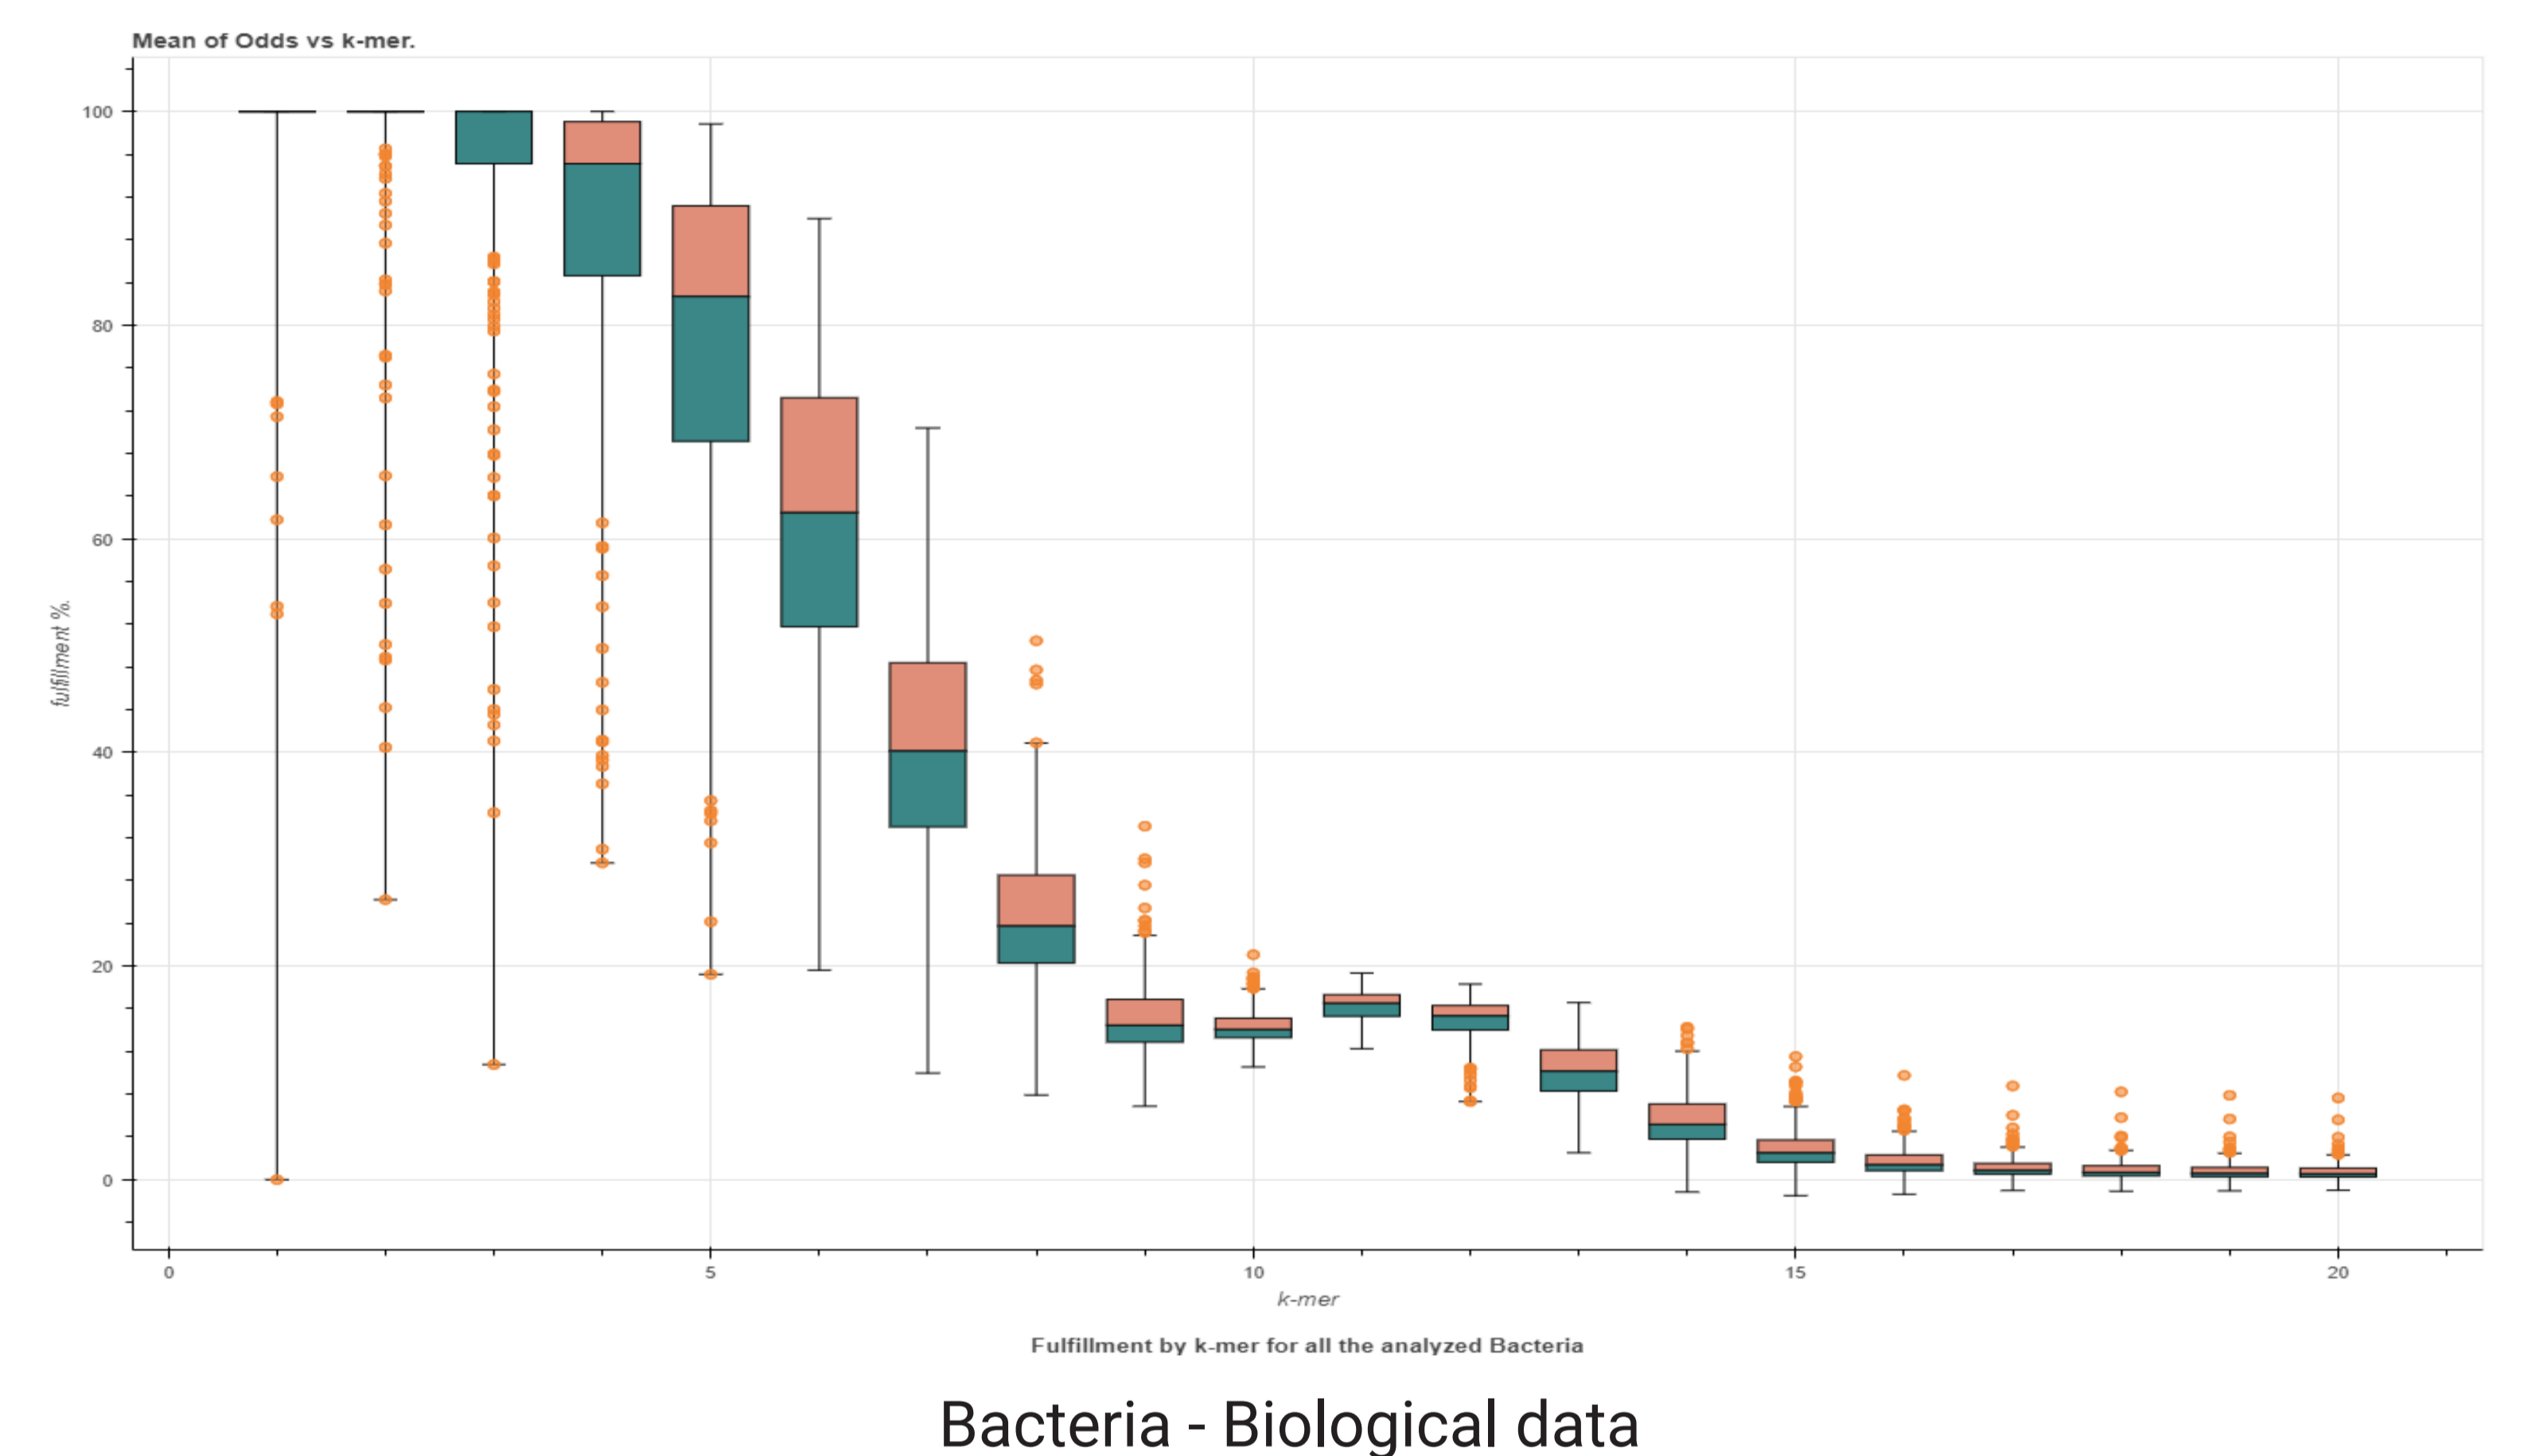 Mean of Odds vs k-mer.
100
80
60
40
20
0
fulfillment %.
0 5 10 15 20
k-mer
Fulfillment by k-mer for all the analyzed Bacteria
Bacteria - Biological data